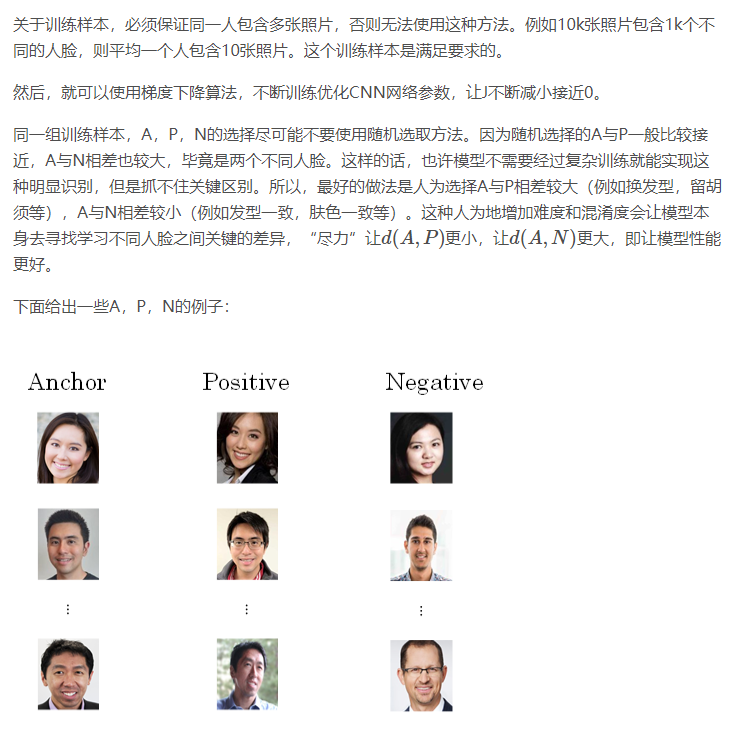 关于训练样本，必须保证同一人包含多张照片，否则无法使用这种方法。例如10k张照片包含1k个不
同的人脸，则平均一个人包含10张照片。这个训练样本是满足要求的。
然后，就可以使用梯度下降算法，不断训练优化CNN网络参数，让J不断减小接近0。
同一组训练样本，A，P，N的选择尽可能不要使用随机选取方法。因为随机选择的A与P一般比较接
近，A与N相差也较大，毕竟是两个不同人脸。这样的话，也许模型不需要经过复杂训练就能实现这
种明显识别，但是抓不住关键区别。所以，最好的做法是人为选择A与P相差较大（例如换发型，留胡
须等），A与N相差较小（例如发型一致，肤色一致等）。这种人为地增加难度和混淆度会让模型本
身去寻找学习不同人脸之间关键的差异，“尽力”让d(A, P)更小，让d(A, N)更大，即让模型性能
更好。
下面给出一些A，P，N的例子：
Anchor Positive Negative
⋮ ⋮ ⋮